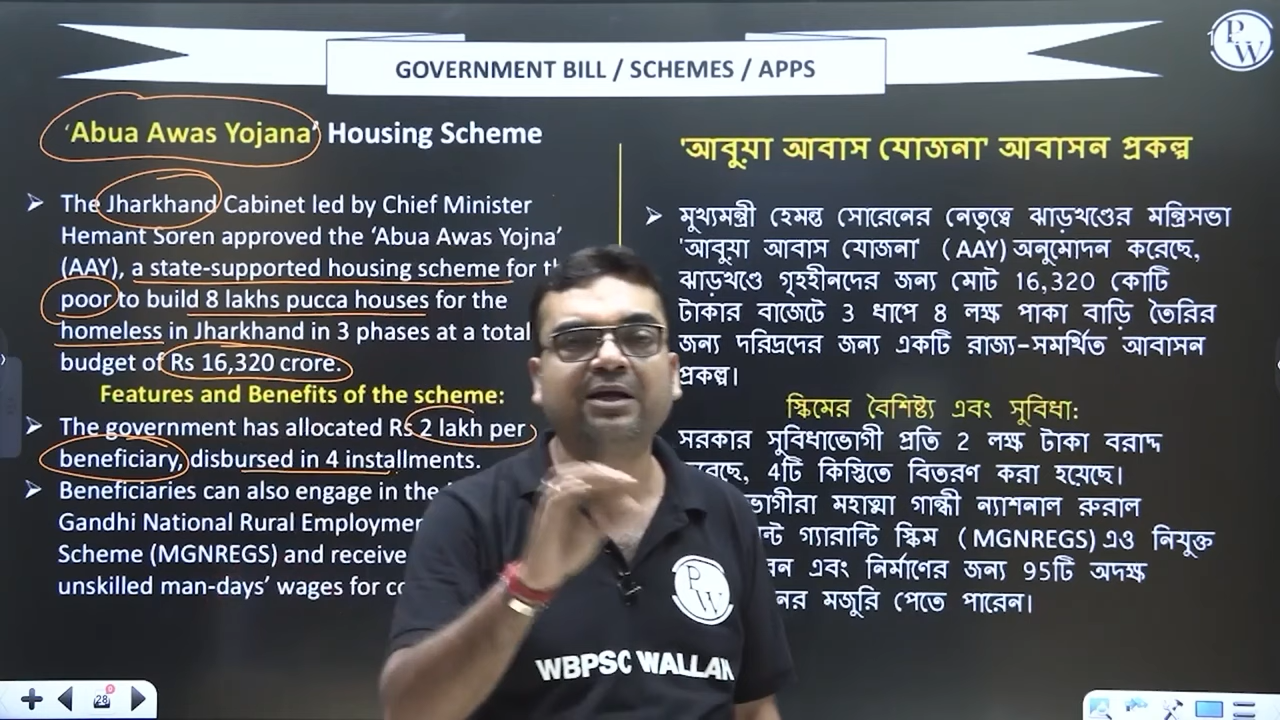 GOVERNMENT BILL / SCHEMES / APPS
PW
'Abua Awas Yojana' Housing Scheme
The Jharkhand Cabinet led by Chief Minister
Hemant Soren approved the 'Abua Awas Yojna'
(AAY), a state-supported housing scheme for
poor to build 8 lakhs pucca houses for the
homeless in Jharkhand in 3 phases at a total
budget of Rs 16,320 crore.
Features and Benefits of the scheme:
The government has allocated Rs 2 lakh per
beneficiary, disbursed in 4 installments.
Beneficiaries can also engage in the
Gandhi National Rural
Scheme (MGNREGS) and receive
unskilled man-days' wages for
'আবুয়া আবাস যোজনা' আবাসন প্রকল্প
মুখ্যমন্ত্রী হেমন্ত সোরেনের নেতৃত্বে ঝাড়খণ্ডের মন্ত্রিসভা
'আবুয়া আবাস যোজনা' (AAY) অনুমোদন করেছে,
ঝাড়খণ্ডে গৃহহীনদের জন্য মোট 16,320 কোটি
টাকার বাজেটে 3 ধাপে 8 লক্ষ পাকা বাড়ি তৈরির
জন্য দরিদ্রদের জন্য একটি রাজ্য-সমর্থিত আবাসন
প্রকল্প।
স্কিমের বৈশিষ্ট্য এবং সুবিধা:
সরকার সুবিধাভোগী প্রতি 2 লক্ষ টাকা বরাদ্দ
4টি কিস্তিতে বিতরণ করা হয়েছে।
মহাত্মা গান্ধী ন্যাশনাল রুরাল
গ্যারান্টি স্কিম (MGNREGS) এও নিযুক্ত
এবং নির্মাণের জন্য 95টি অদক্ষ
মজুরি পেতে পারেন।
PW
WBPSC WALLAH
28